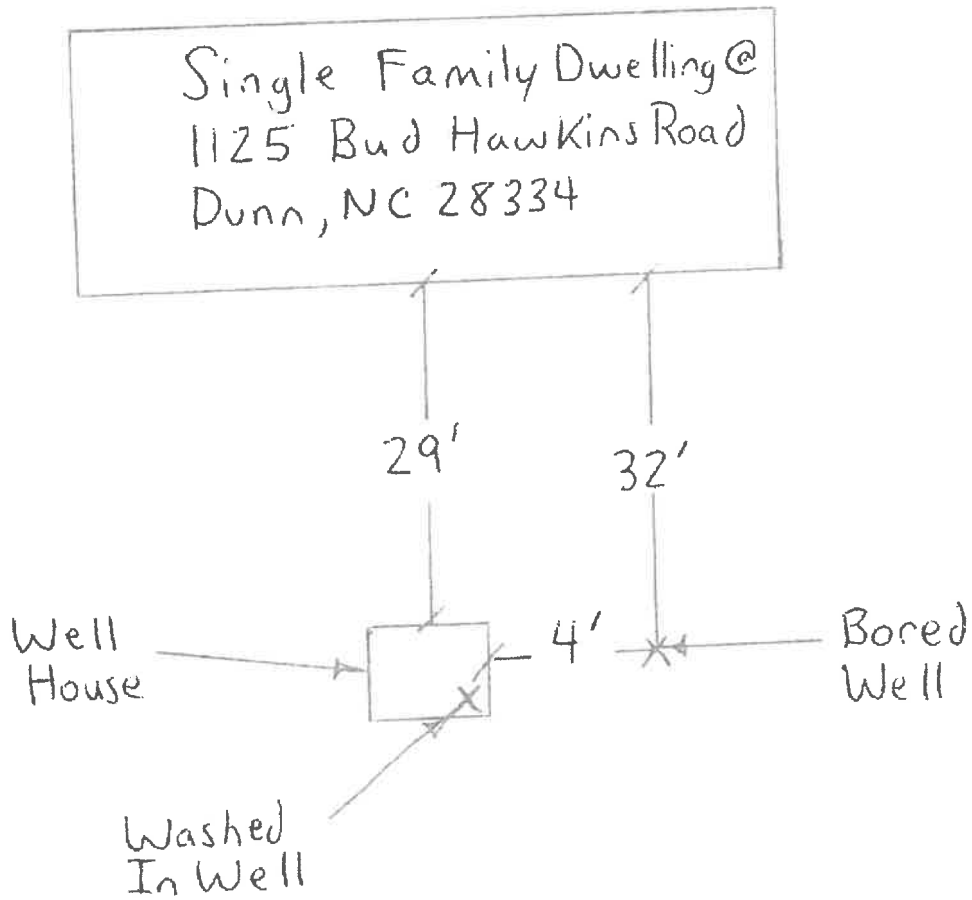 Single Family Dwelling @
1125 Bud Hawkins Road
Dunn, NC 28334
29'
32'
Well
House
4'
Bored
Well
Washed
In Well